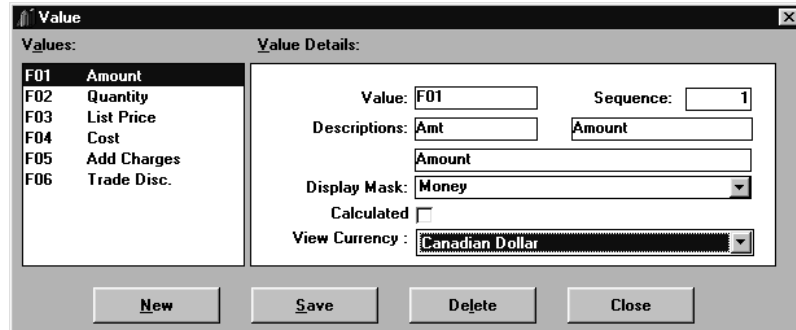 Value
Values:
Value Details:
F01 Amount
F02 Quantity
F03 List Price
F04 Cost
F05 Add Charges
F06 Trade Disc.
Value: F01 Sequence: 1
Descriptions: Amt Amount
Amount
Display Mask: Money
Calculated
View Currency : Canadian Dollar
New Save Delete Close